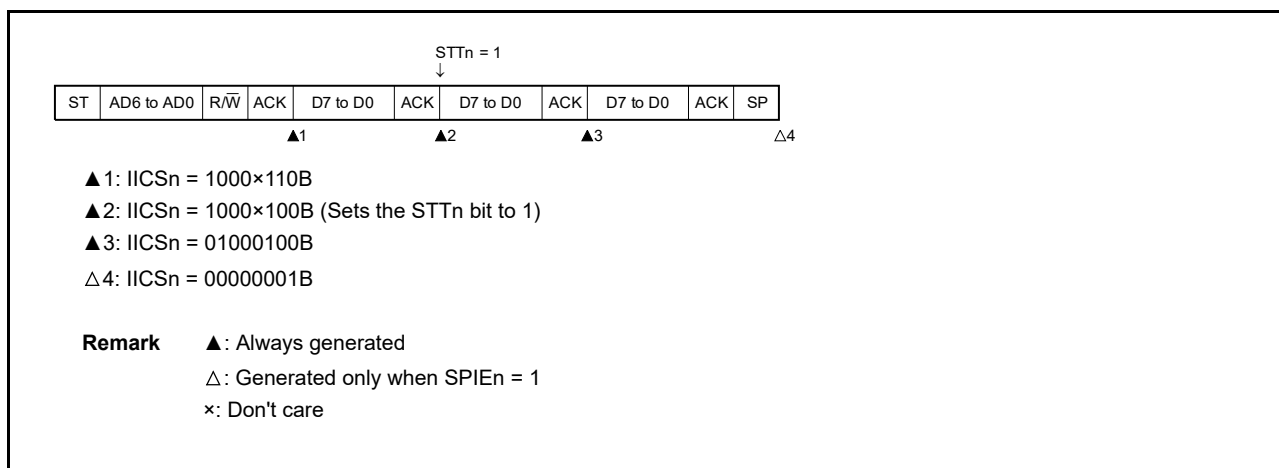 STTn = 1
↓
ST AD6 to AD0 R/W̅ ACK D7 to D0 ACK D7 to D0 ACK D7 to D0 ACK SP
▲1 ▲2 ▲3 △4
▲1: IICSn = 1000×110B
▲2: IICSn = 1000×100B (Sets the STTn bit to 1)
▲3: IICSn = 01000100B
△4: IICSn = 00000001B
Remark ▲: Always generated
△: Generated only when SPIEn = 1
×: Don't care